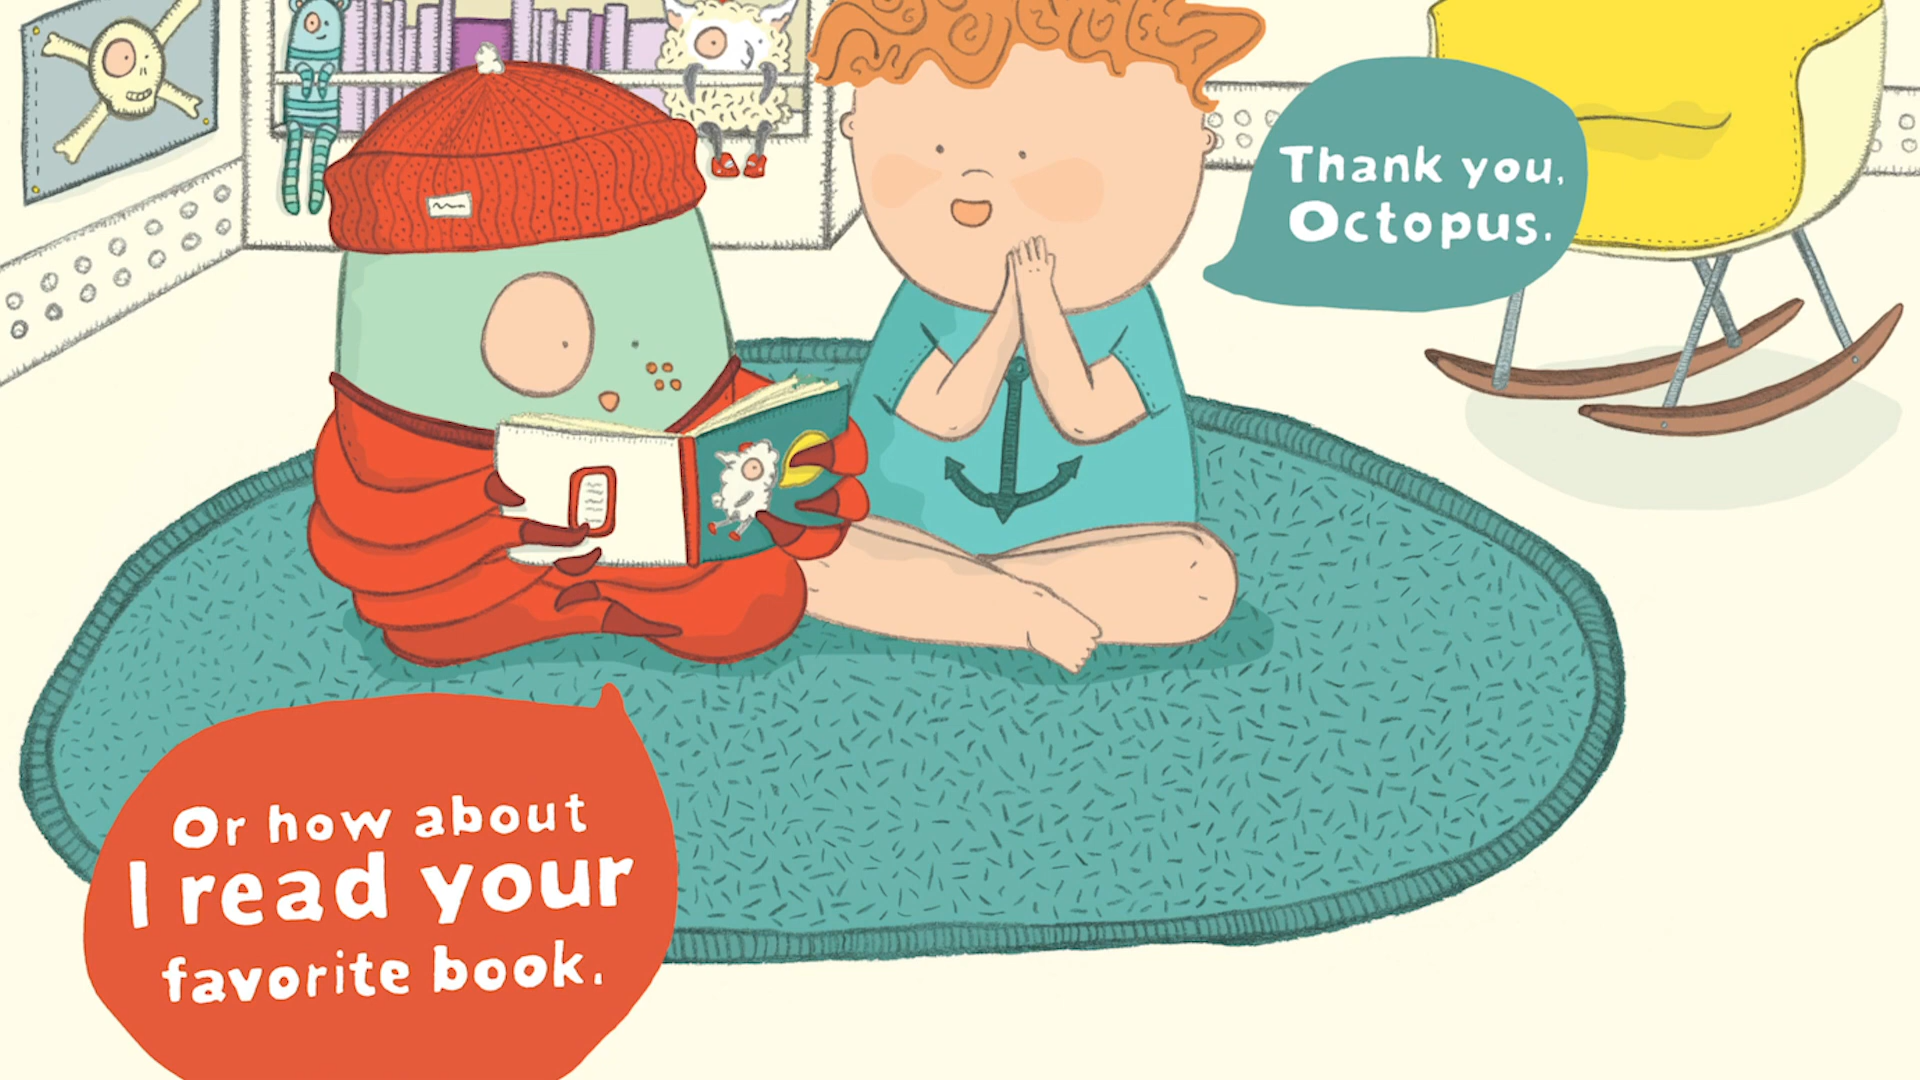 Thank you,
Octopus.
Or how about
I read your
favorite book.